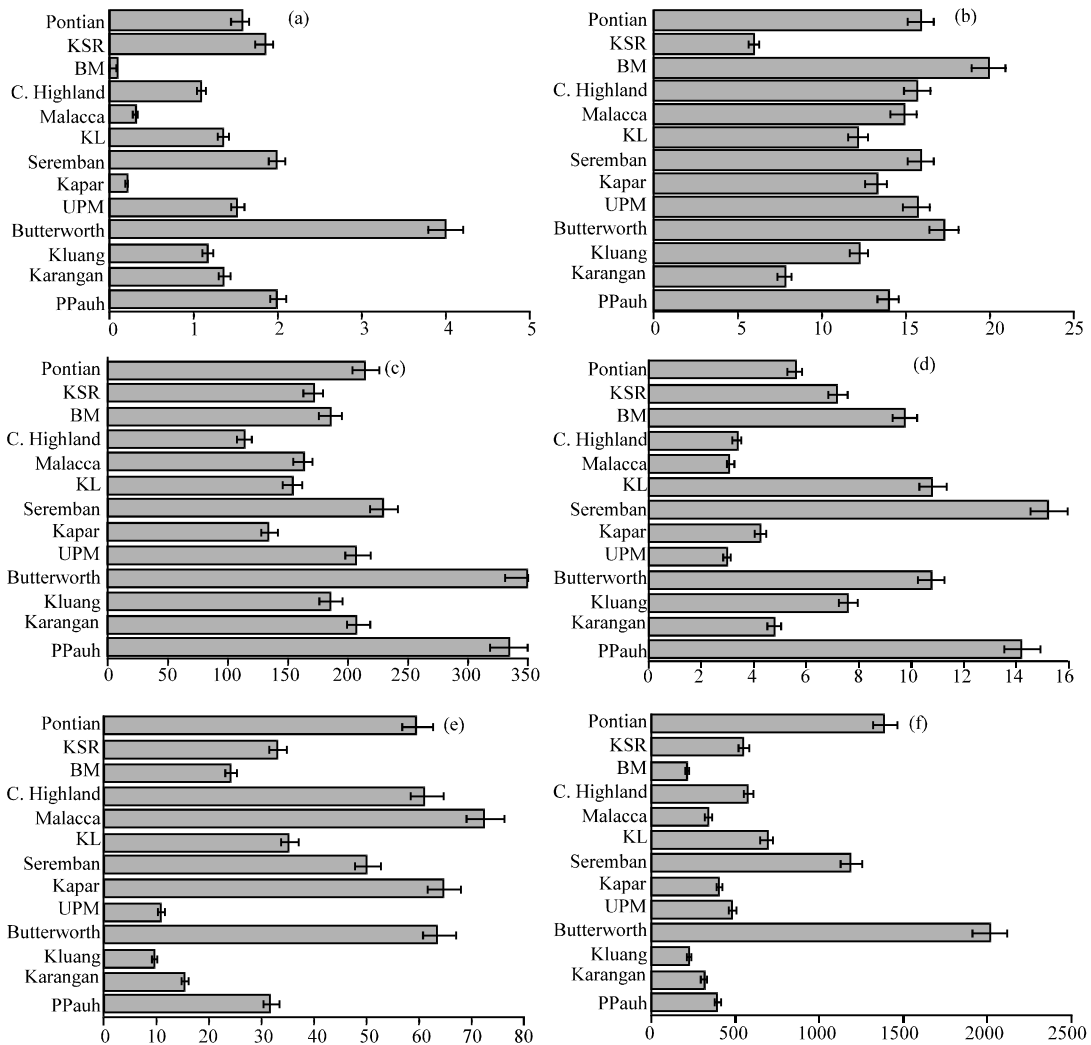 (a)
Pontian
KSR
BM
C. Highland
Malacca
KL
Seremban
Kapar
UPM
Butterworth
Kluang
Karangan
PPauh
0 1 2 3 4 5
(b)
Pontian
KSR
BM
C. Highland
Malacca
KL
Seremban
Kapar
UPM
Butterworth
Kluang
Karangan
PPauh
0 5 10 15 20 25
(c)
Pontian
KSR
BM
C. Highland
Malacca
KL
Seremban
Kapar
UPM
Butterworth
Kluang
Karangan
PPauh
0 50 100 150 200 250 300 350
(d)
Pontian
KSR
BM
C. Highland
Malacca
KL
Seremban
Kapar
UPM
Butterworth
Kluang
Karangan
PPauh
0 2 4 6 8 10 12 14 16
(e)
Pontian
KSR
BM
C. Highland
Malacca
KL
Seremban
Kapar
UPM
Butterworth
Kluang
Karangan
PPauh
0 10 20 30 40 50 60 70 80
(f)
Pontian
KSR
BM
C. Highland
Malacca
KL
Seremban
Kapar
UPM
Butterworth
Kluang
Karangan
PPauh
0 500 1000 1500 2000 2500